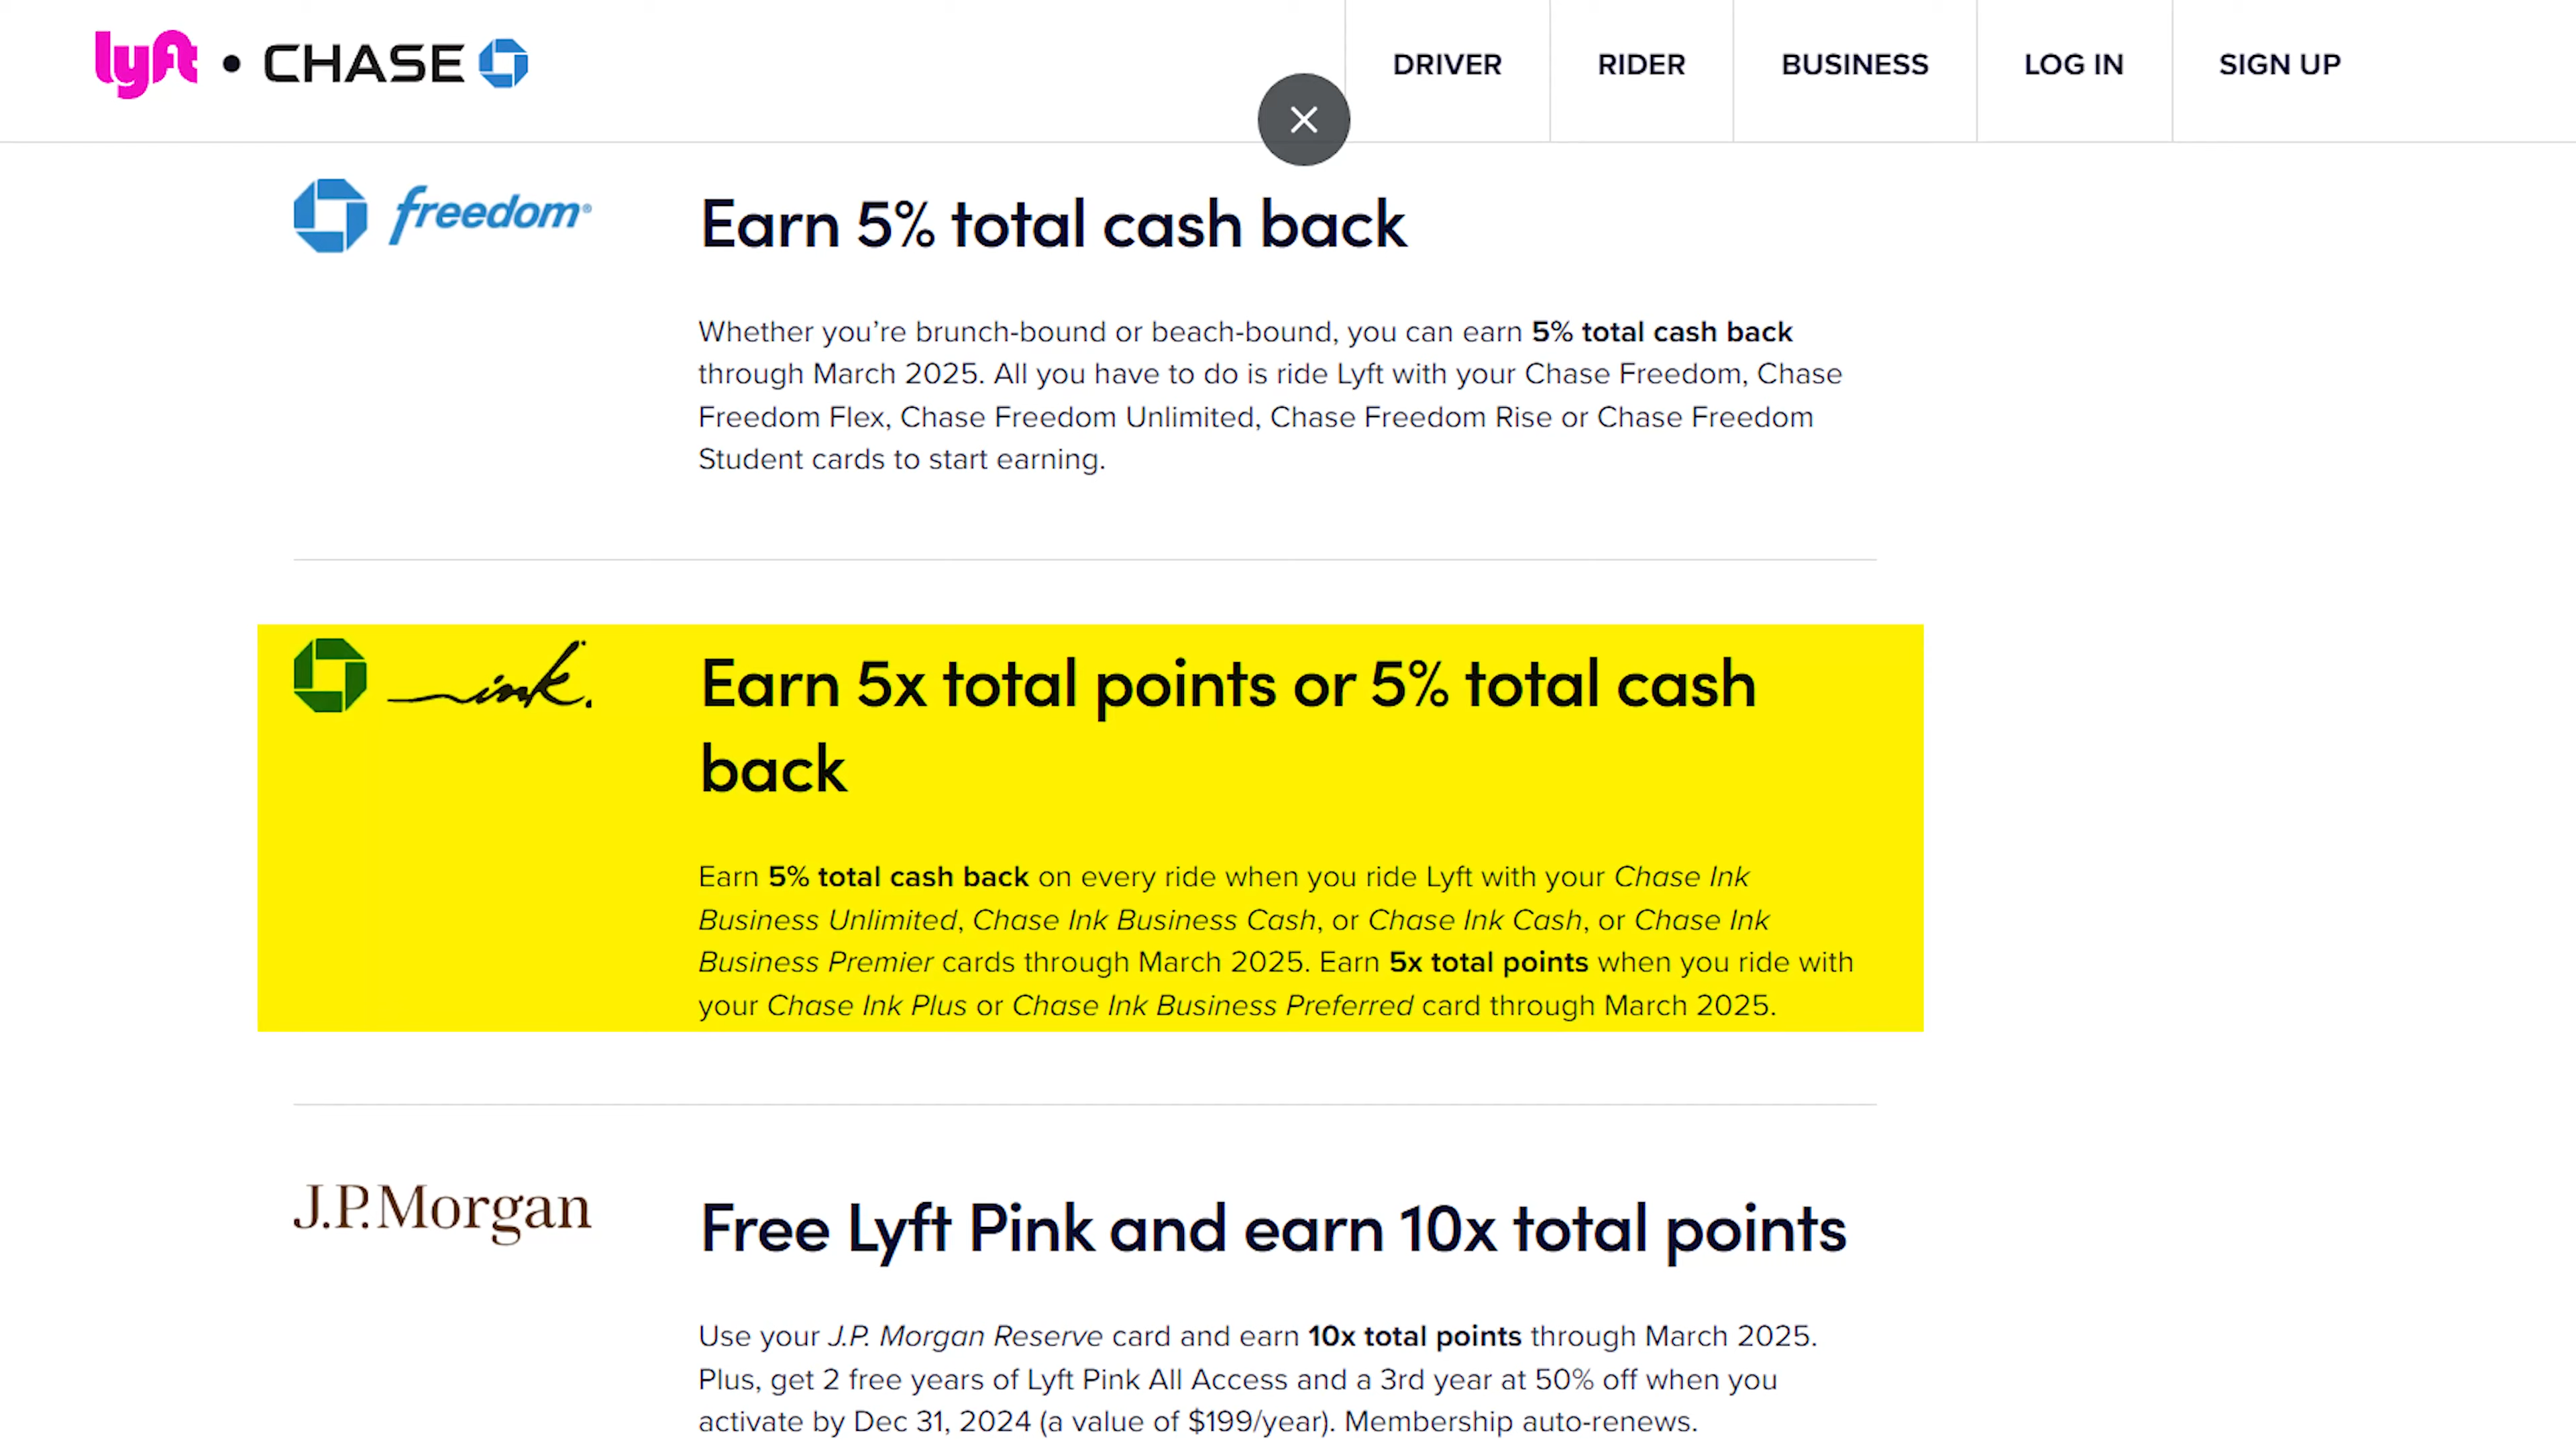 lyft • CHASE
DRIVER
RIDER
BUSINESS
LOG IN
SIGN UP
freedom®
Earn 5% total cash back
Whether you’re brunch-bound or beach-bound, you can earn 5% total cash back
through March 2025. All you have to do is ride Lyft with your Chase Freedom, Chase
Freedom Flex, Chase Freedom Unlimited, Chase Freedom Rise or Chase Freedom
Student cards to start earning.
ink.
Earn 5x total points or 5% total cash
back
Earn 5% total cash back on every ride when you ride Lyft with your Chase Ink
Business Unlimited, Chase Ink Business Cash, or Chase Ink Cash, or Chase Ink
Business Premier cards through March 2025. Earn 5x total points when you ride with
your Chase Ink Plus or Chase Ink Business Preferred card through March 2025.
J.P.Morgan
Free Lyft Pink and earn 10x total points
Use your J.P. Morgan Reserve card and earn 10x total points through March 2025.
Plus, get 2 free years of Lyft Pink All Access and a 3rd year at 50% off when you
activate by Dec 31, 2024 (a value of $199/year). Membership auto-renews.